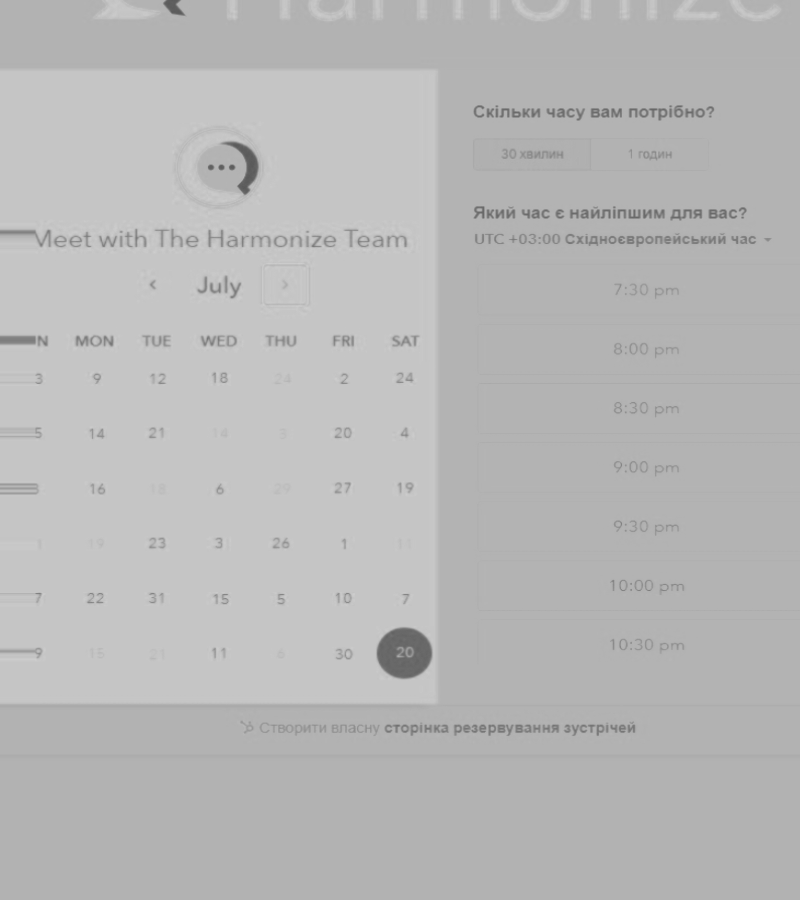 Harmonize
Meet with The Harmonize Team
July
N MON TUE WED THU FRI SAT
3 9 12 18 24 2 24
5 14 21 14 5 20 4
16 18 6 29 27 19
1 19 23 3 26 1 11
7 22 31 15 5 10 7
9 15 21 11 6 30 20
Скільки часу вам потрібно?
30 хвилин 1 годин
Який час є найліпшим для вас?
UTC +03:00 Східноєвропейський час
7:30 pm
8:00 pm
8:30 pm
9:00 pm
9:30 pm
10:00 pm
10:30 pm
Створити власну сторінка резервування зустрічей